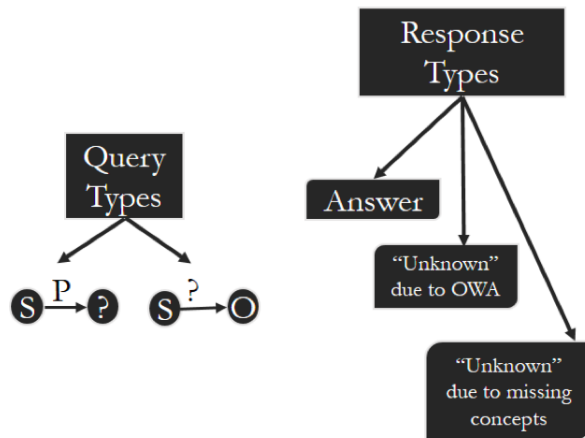 Query
Types
P
S
?
?
S
O
Response
Types
Answer
“Unknown”
due to OWA
“Unknown”
due to missing
concepts